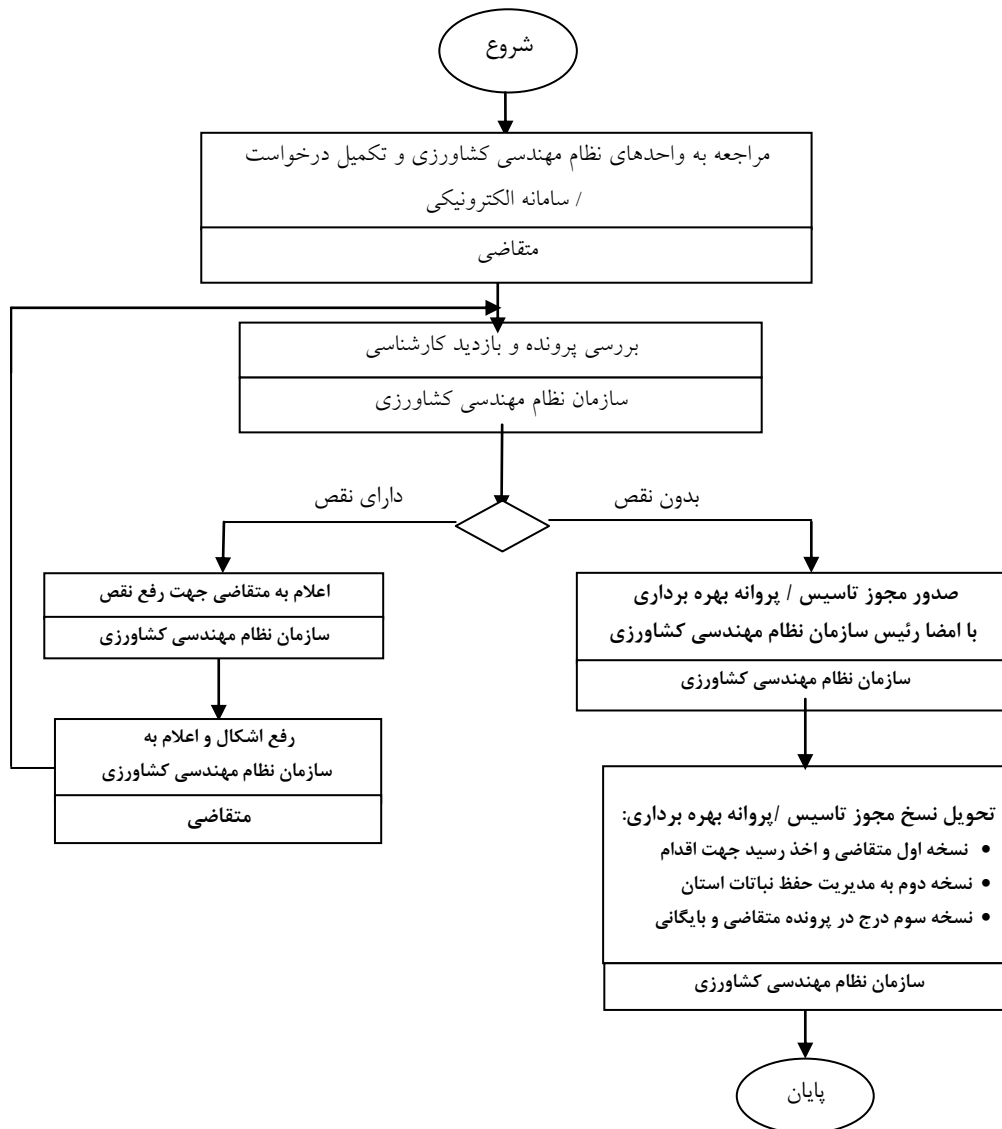 شروع
مراجعه به واحدهای نظام مهندسی کشاورزی و تکمیل درخواست
/ سامانه الکترونیکی
متقاضی
بررسی پرونده و بازدید کارشناسی
سازمان نظام مهندسی کشاورزی
بدون نقص
دارای نقص
صدور مجوز تاسیس / پروانه بهره برداری
با امضا رئیس سازمان نظام مهندسی کشاورزی
سازمان نظام مهندسی کشاورزی
اعلام به متقاضی جهت رفع نقص
سازمان نظام مهندسی کشاورزی
رفع اشکال و اعلام به
سازمان نظام مهندسی کشاورزی
متقاضی
تحویل نسخ مجوز تاسیس /پروانه بهره برداری:
• نسخه اول متقاضی و اخذ رسید جهت اقدام
• نسخه دوم به مدیریت حفظ نباتات استان
• نسخه سوم درج در پرونده متقاضی و بایگانی
سازمان نظام مهندسی کشاورزی
پایان